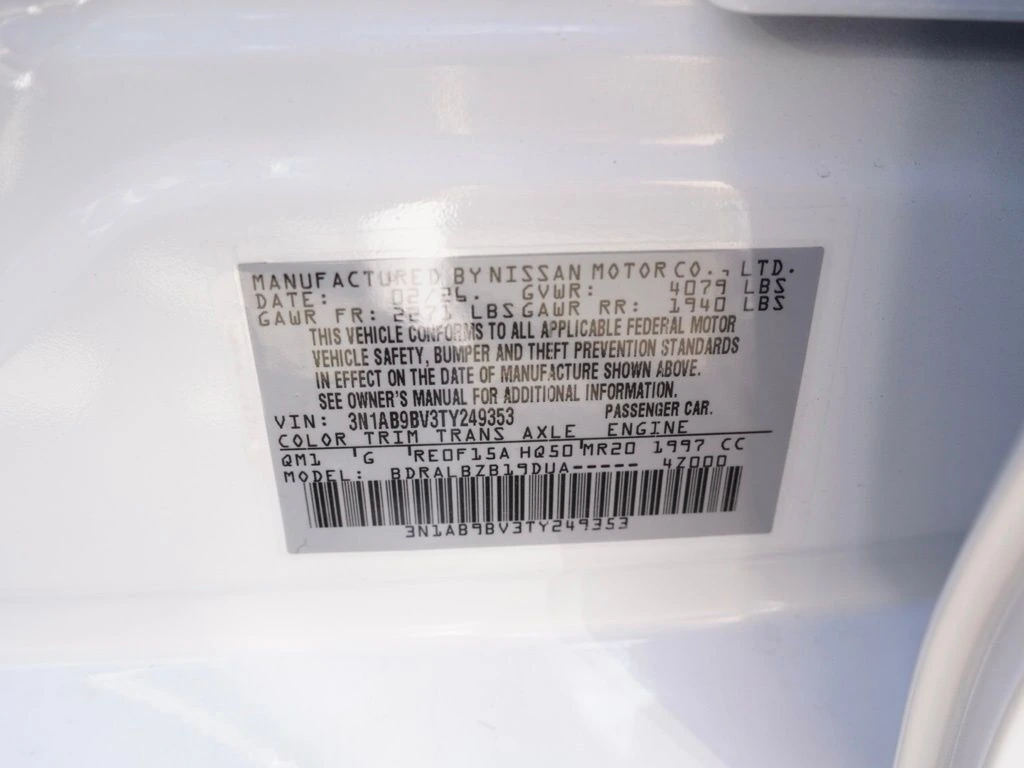 MANUFACTURED BY NISSAN MOTOR CO., LTD.
DATE: 02/26. GVWR: 4079 LBS
GAWR FR: 2271 LBS GAWR RR: 1940 LBS
THIS VEHICLE CONFORMS TO ALL APPLICABLE FEDERAL MOTOR
VEHICLE SAFETY, BUMPER AND THEFT PREVENTION STANDARDS
IN EFFECT ON THE DATE OF MANUFACTURE SHOWN ABOVE.
SEE OWNER'S MANUAL FOR ADDITIONAL INFORMATION.
VIN: 3N1AB9BV3TY249353 PASSENGER CAR.
COLOR TRIM TRANS AXLE ENGINE
QM1 G RE0F15A HQ50 MR20 1997 CC
MODEL: BDRALBZB19DUA----- 47000
3N1AB9BV3TY249353